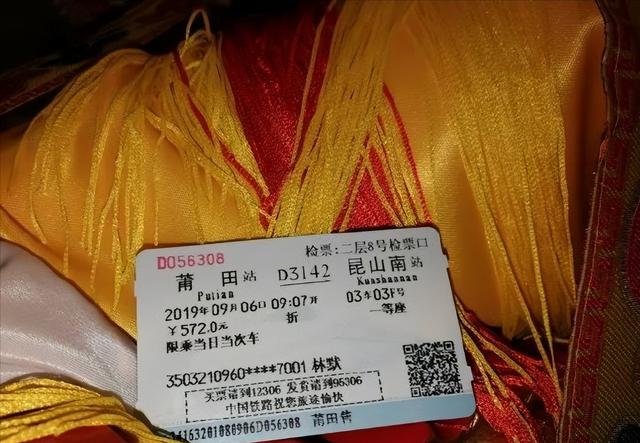 D056308 检票:二层8号检票口
莆田站 D3142 昆山南站
Putian Kunshannan
2019年09月06日 09:07开 03车03F号
￥572.0元 折 一等座
限乘当日当次车
3503210960****7001 林默
买票请到12306 发货请到95306
中国铁路祝您旅途愉快
34163201080906D056308 莆田售